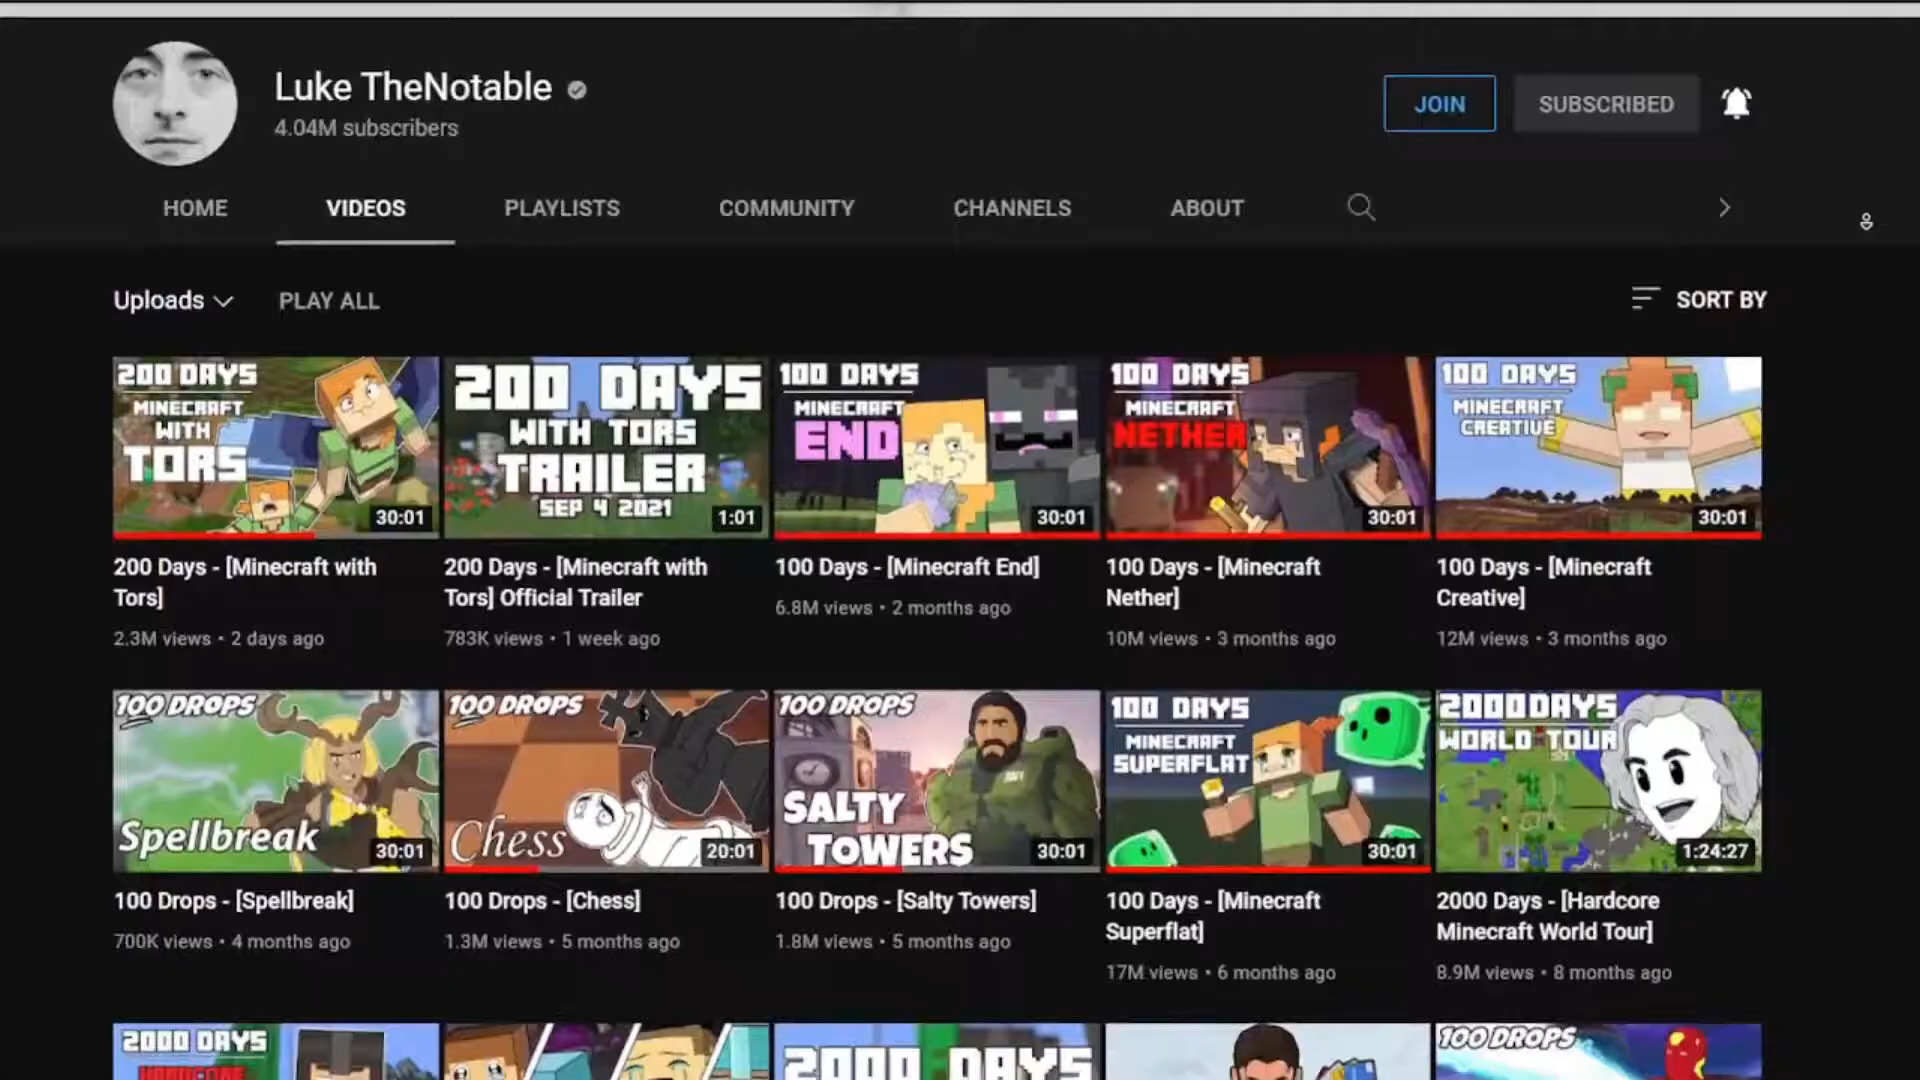 Luke TheNotable
4.04M subscribers
JOIN
SUBSCRIBED
HOME
VIDEOS
PLAYLISTS
COMMUNITY
CHANNELS
ABOUT
Uploads
PLAY ALL
SORT BY
200 DAYS
MINECRAFT
WITH
TORS
30:01
200 DAYS
WITH TORS
TRAILER
SEP 4 2021
1:01
100 DAYS
MINECRAFT
END
30:01
100 DAYS
MINECRAFT
NETHER
30:01
100 DAYS
MINECRAFT
CREATIVE
30:01
200 Days - [Minecraft with
Tors]
2.3M views • 2 days ago
200 Days - [Minecraft with
Tors] Official Trailer
783K views • 1 week ago
100 Days - [Minecraft End]
6.8M views • 2 months ago
100 Days - [Minecraft
Nether]
10M views • 3 months ago
100 Days - [Minecraft
Creative]
12M views • 3 months ago
100 DROPS
Spellbreak
30:01
100 DROPS
Chess
20:01
100 DROPS
SALTY
TOWERS
30:01
100 DAYS
MINECRAFT
SUPERFLAT
30:01
2000 DAYS
WORLD TOUR
1:24:27
100 Drops - [Spellbreak]
700K views • 4 months ago
100 Drops - [Chess]
1.3M views • 5 months ago
100 Drops - [Salty Towers]
1.8M views • 5 months ago
100 Days - [Minecraft
Superflat]
17M views • 6 months ago
2000 Days - [Hardcore
Minecraft World Tour]
8.9M views • 8 months ago
2000 DAYS
HARDCORE
2000 DAYS
100 DROPS